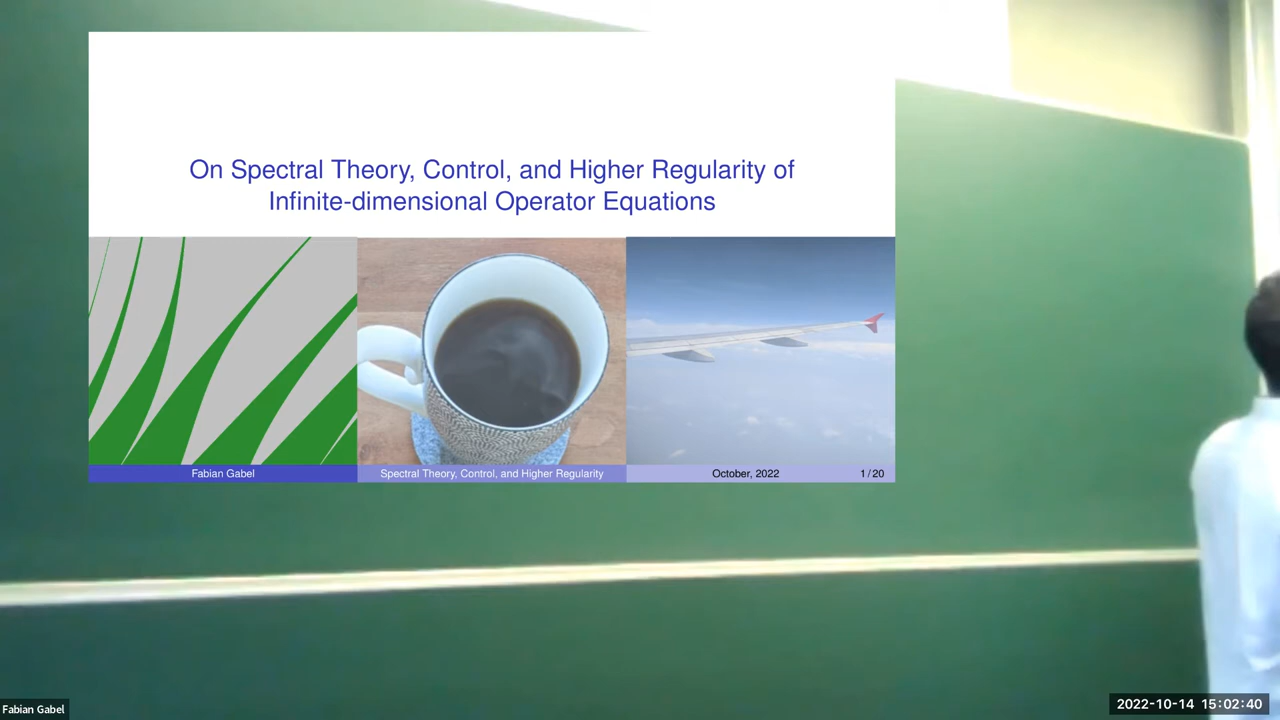 On Spectral Theory, Control, and Higher Regularity of
Infinite-dimensional Operator Equations
Fabian Gabel
Spectral Theory, Control, and Higher Regularity
October, 2022
1 / 20
Fabian Gabel
2022-10-14 15:02:40